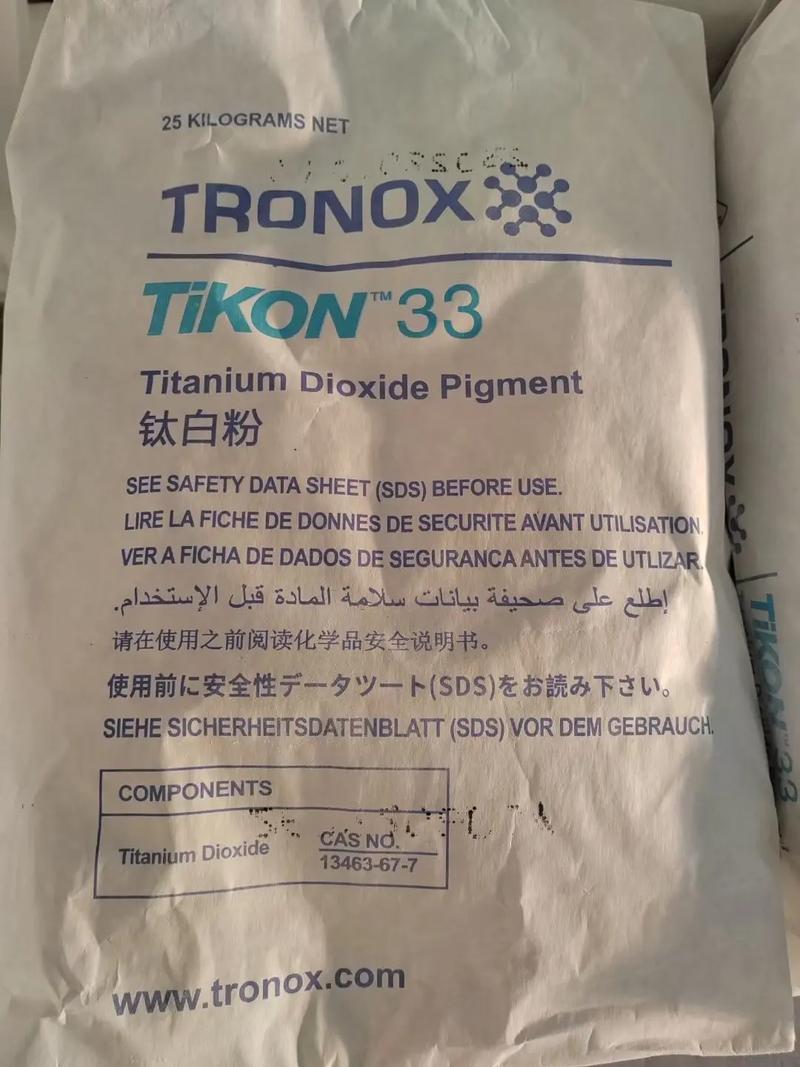 25 KILOGRAMS NET
TRONOX
TiKON™ 33
Titanium Dioxide Pigment
钛白粉
SEE SAFETY DATA SHEET (SDS) BEFORE USE.
LIRE LA FICHE DE DONNES DE SECURITE AVANT UTILISATION.
VER A FICHA DE DADOS DE SEGURANCA ANTES DE UTLIZAR.
إطلع على صحيفة بيانات سلامة المادة قبل الإستخدام.
请在使用之前阅读化学品安全说明书。
使用前に安全性データツート(SDS)をお読み下さい。
SIEHE SICHERHEITSDATENBLATT (SDS) VOR DEM GEBRAUCH.
COMPONENTS
Titanium Dioxide
CAS NO.
13463-67-7
www.tronox.com
TRONOX
TiKON™ 33